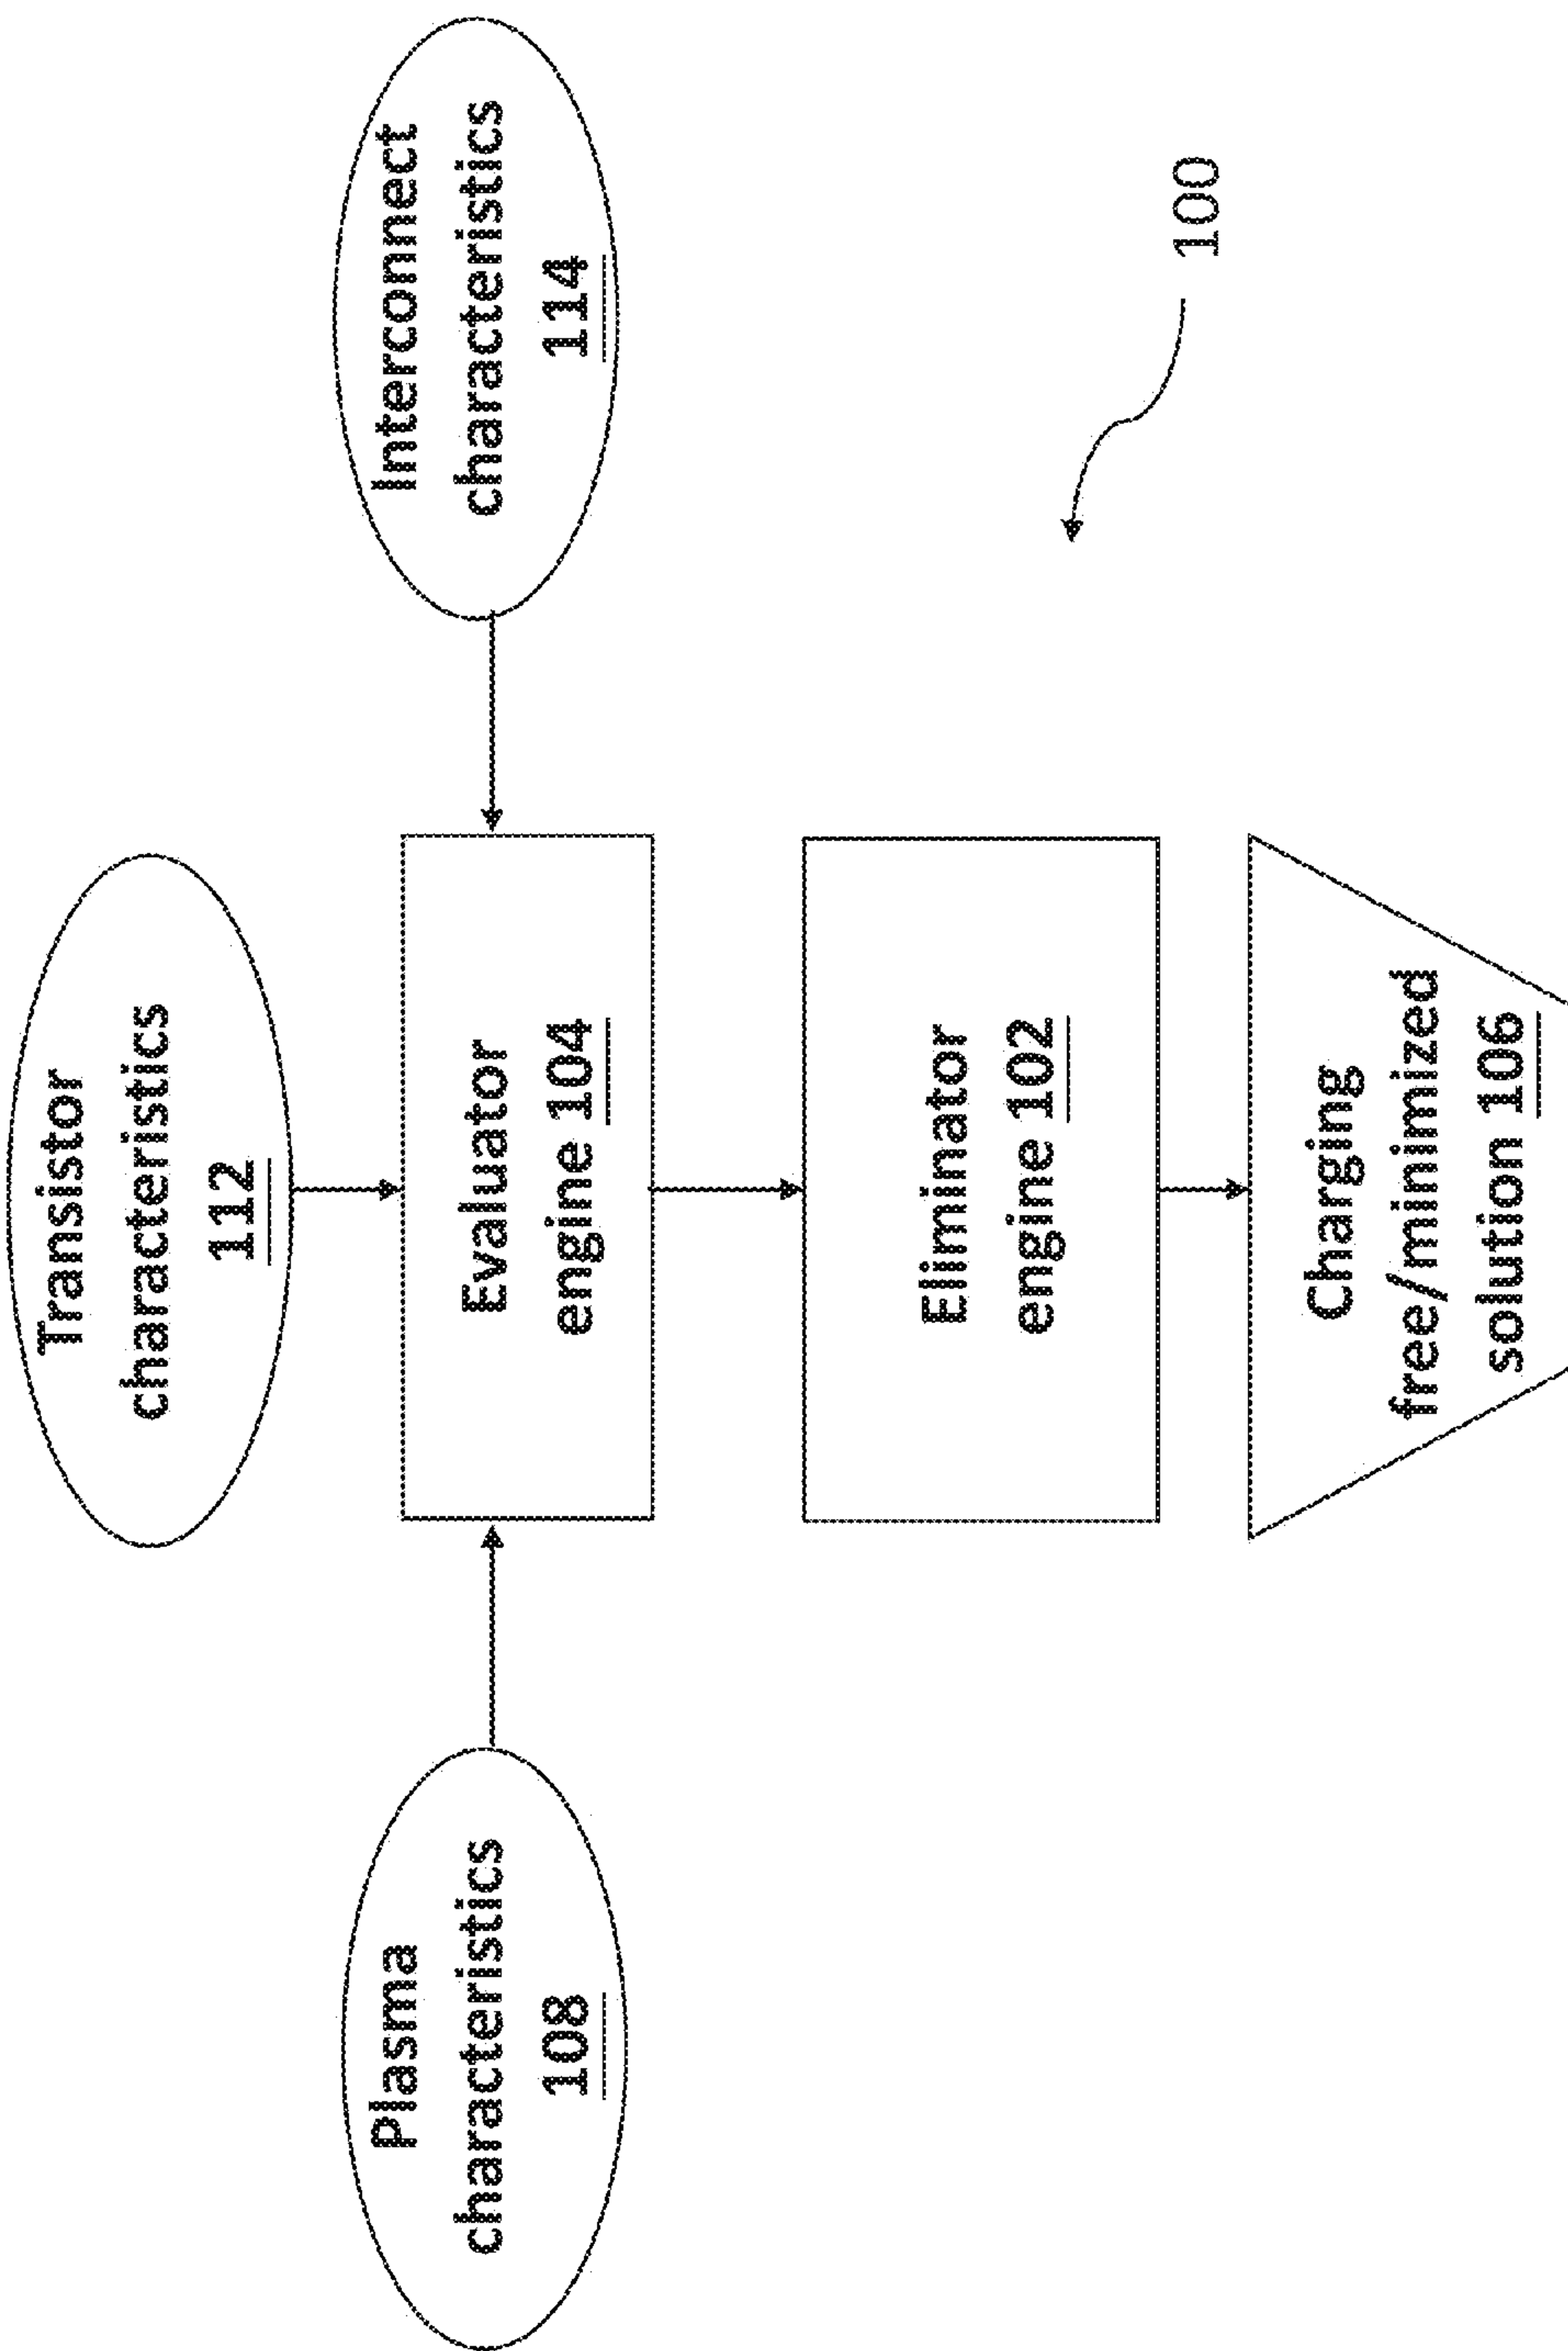 Transistor
characteristics
112
Plasma
characteristics
108
Interconnect
characteristics
114
Evaluator
engine 104
Eliminator
engine 102
Charging
free/minimized
solution 106
100